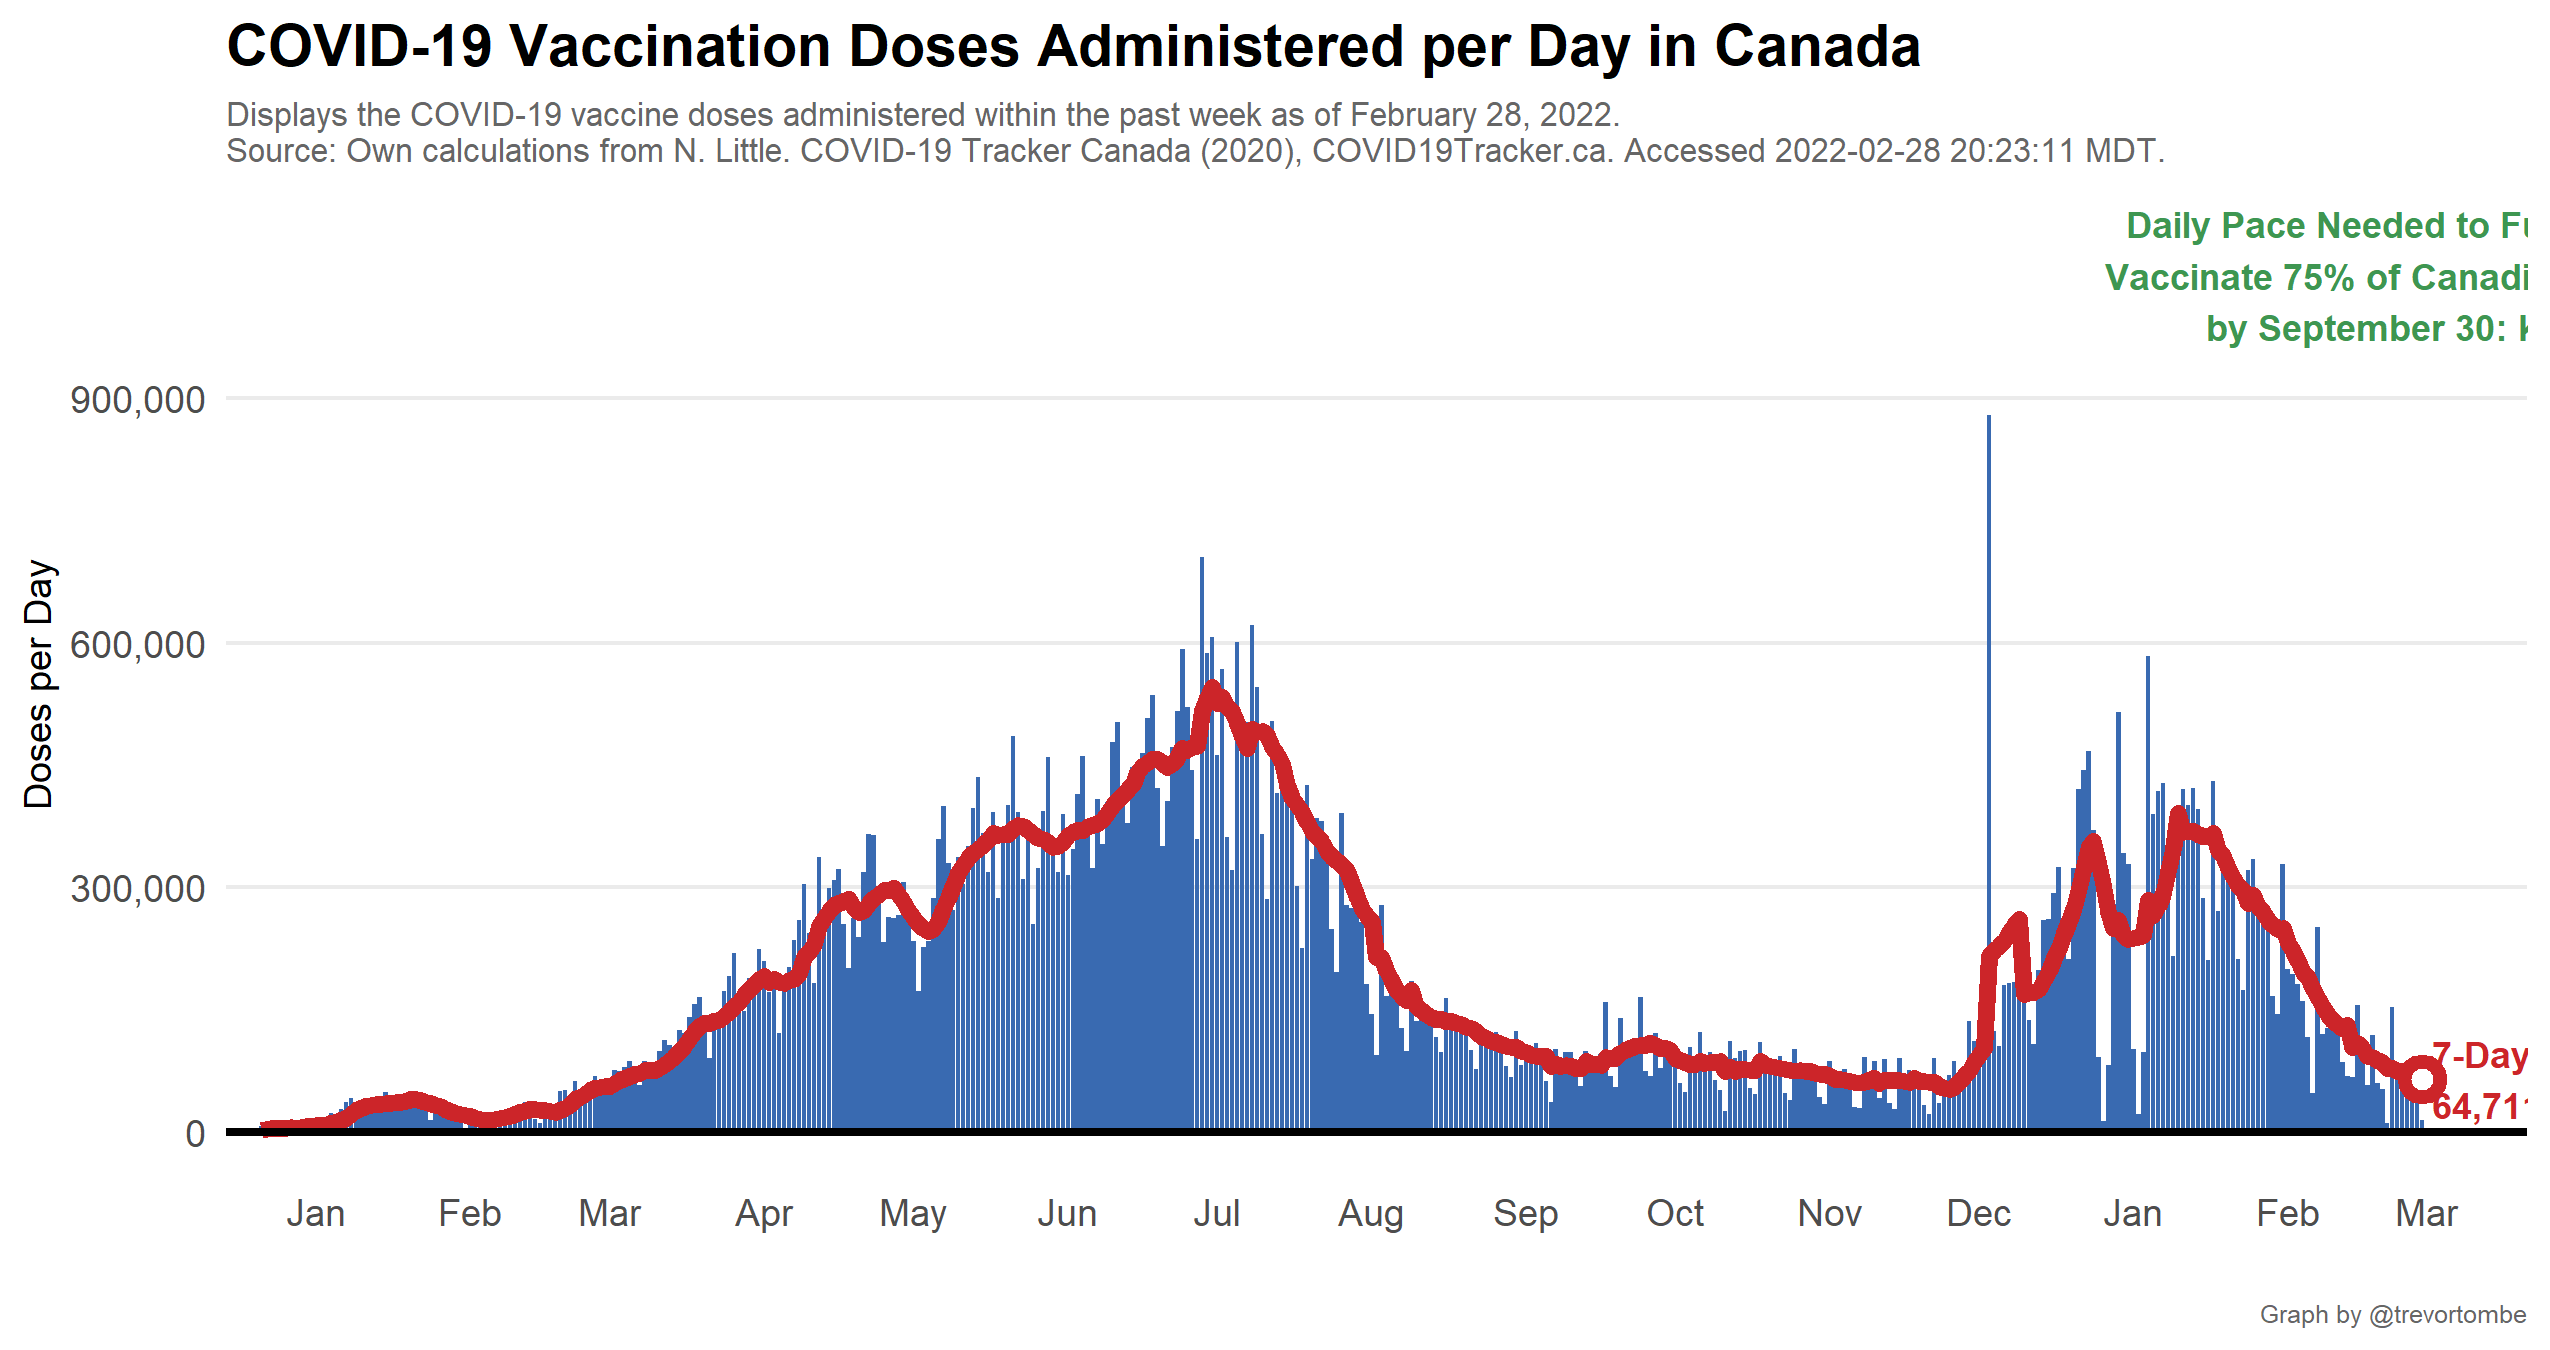 COVID-19 Vaccination Doses Administered per Day in Canada
Displays the COVID-19 vaccine doses administered within the past week as of February 28, 2022.
Source: Own calculations from N. Little. COVID-19 Tracker Canada (2020), COVID19Tracker.ca. Accessed 2022-02-28 20:23:11 MDT.
Daily Pace Needed to
Vaccinate 75% of
by September 30:
900,000
600,000
300,000
0
Doses per Day
7-Day
64,711
Jan Feb Mar Apr May Jun Jul Aug Sep Oct Nov Dec Jan Feb Mar
Graph by @trevortombe